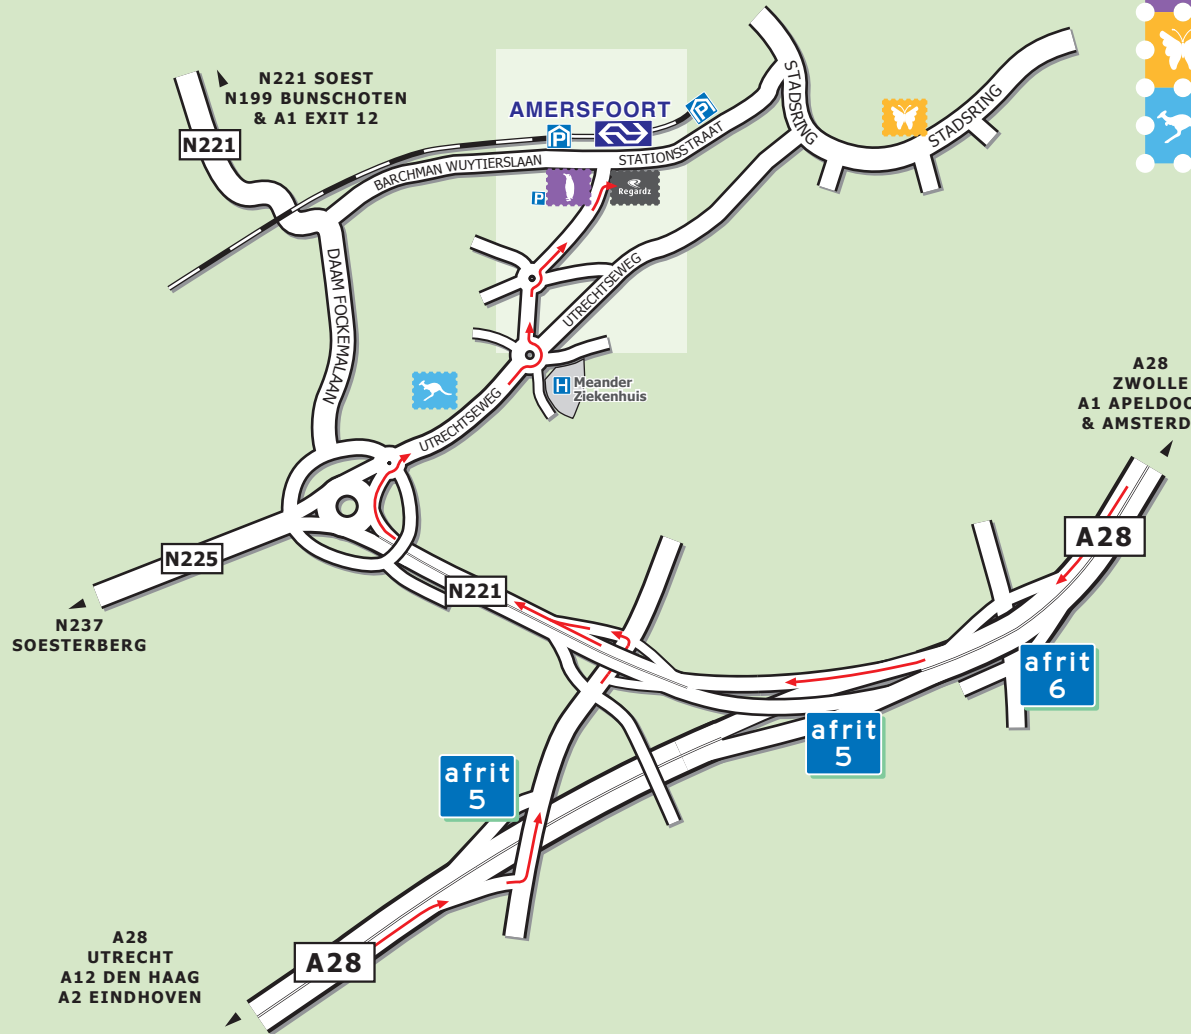 N221 SOEST
N199 BUNSCHOTEN
& A1 EXIT 12
N221
AMERSFOORT
P
P
STADSRING
STADSRING
BARCHMAN WUYTIERSLAAN
STATIONSSTRAAT
P
Regardz
DAAM FOCKEMALAAN
UTRECHTSEWEG
H Meander
Ziekenhuis
UTRECHTSEWEG
A28
ZWOLLE
& AMSTERD
A1 APELDOO
A28
N225
N221
N237
SOESTERBERG
afrit
6
afrit
5
afrit
5
A28
UTRECHT
A12 DEN HAAG
A2 EINDHOVEN
A28